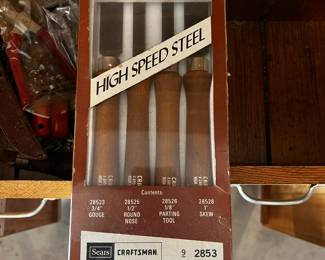 HIGH SPEED STEEL
Contents
28523 28525 28526 28528
3/4" 1/2" 1/8" 1"
GOUGE ROUND PARTING SKEW
NOSE TOOL
Sears CRAFTSMAN 9 2853